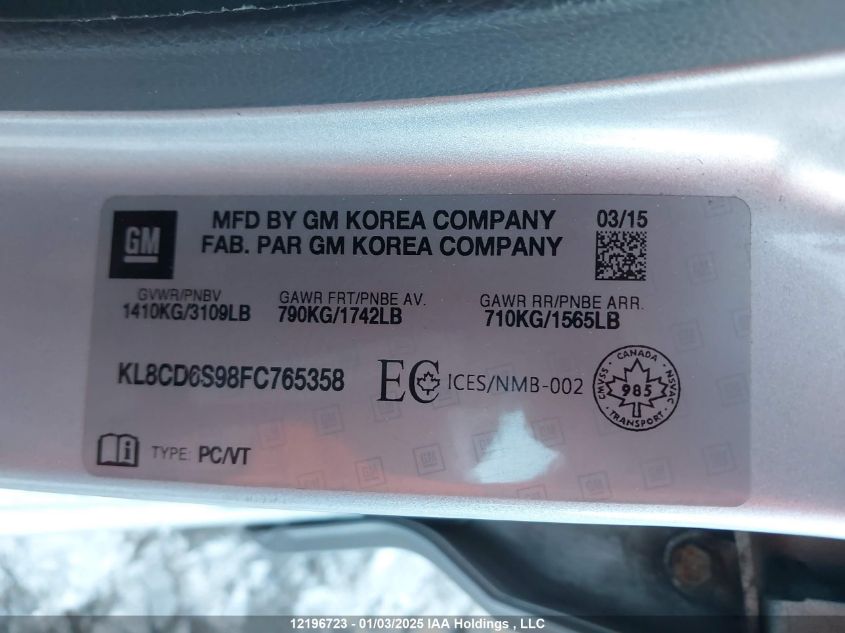 GM
MFD BY GM KOREA COMPANY 03/15
FAB. PAR GM KOREA COMPANY
GVWR/PNBV GAWR FRT/PNBE AV. GAWR RR/PNBE ARR.
1410KG/3109LB 790KG/1742LB 710KG/1565LB
KL8CD6S98FC765358 EC ICES/NMB-002
CANADA
CMVSS 985 NSVAC
TRANSPORT
TYPE: PC/VT
12196723 - 01/03/2025 IAA Holdings , LLC